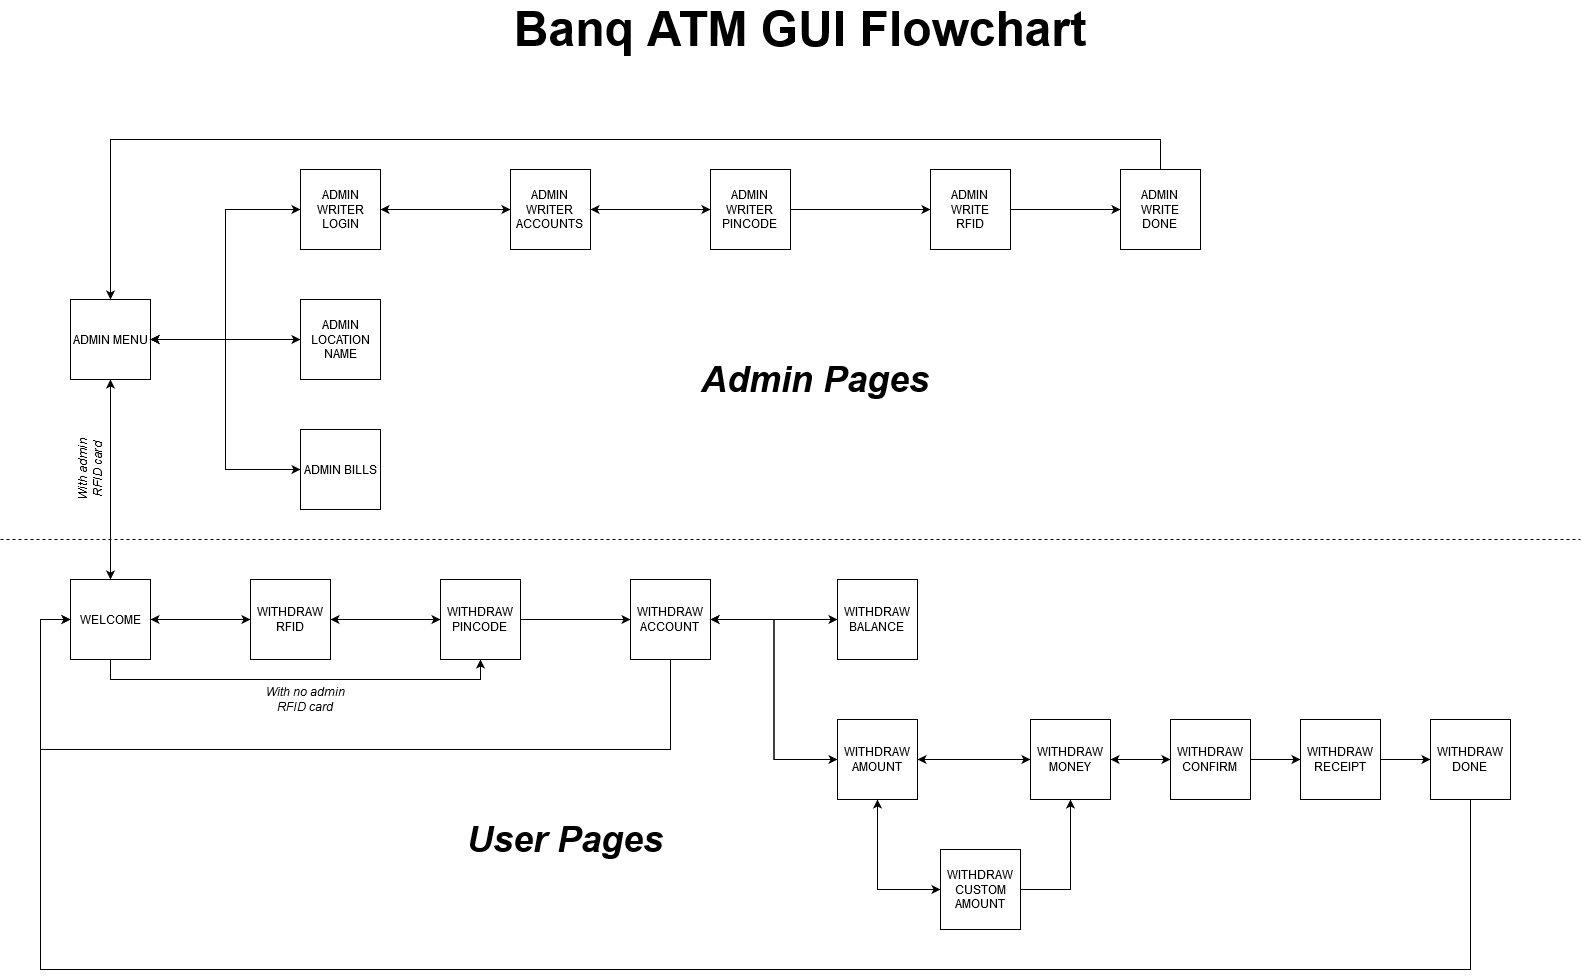 Banq ATM GUI Flowchart
ADMIN
WRITER
LOGIN
ADMIN
WRITER
ACCOUNTS
ADMIN
WRITER
PINCODE
ADMIN
WRITE
RFID
ADMIN
WRITE
DONE
ADMIN MENU
ADMIN
LOCATION
NAME
Admin Pages
With admin
RFID card
ADMIN BILLS
WELCOME
WITHDRAW
RFID
WITHDRAW
PINCODE
WITHDRAW
ACCOUNT
WITHDRAW
BALANCE
With no admin
RFID card
WITHDRAW
AMOUNT
WITHDRAW
MONEY
WITHDRAW
CONFIRM
WITHDRAW
RECEIPT
WITHDRAW
DONE
User Pages
WITHDRAW
CUSTOM
AMOUNT